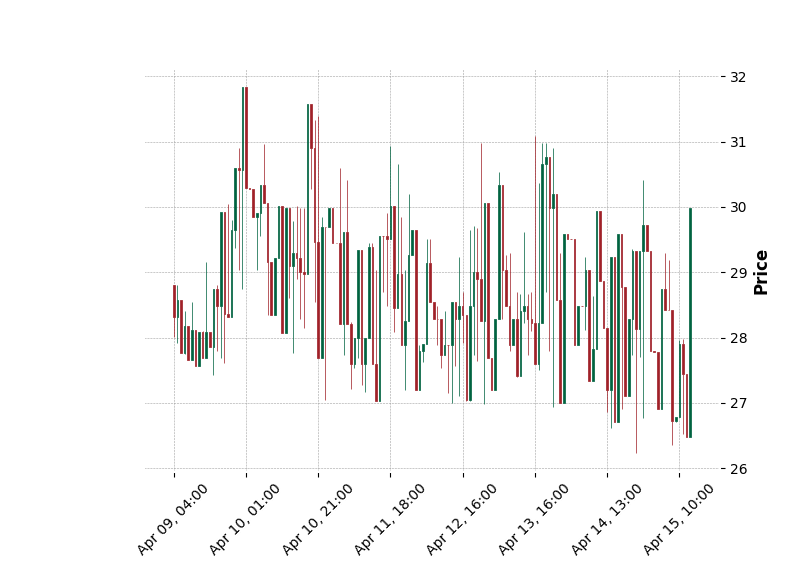 32
31
30
29
28
27
26
Price
Apr 09, 04:00
Apr 10, 01:00
Apr 10, 21:00
Apr 11, 18:00
Apr 12, 16:00
Apr 13, 16:00
Apr 14, 13:00
Apr 15, 10:00